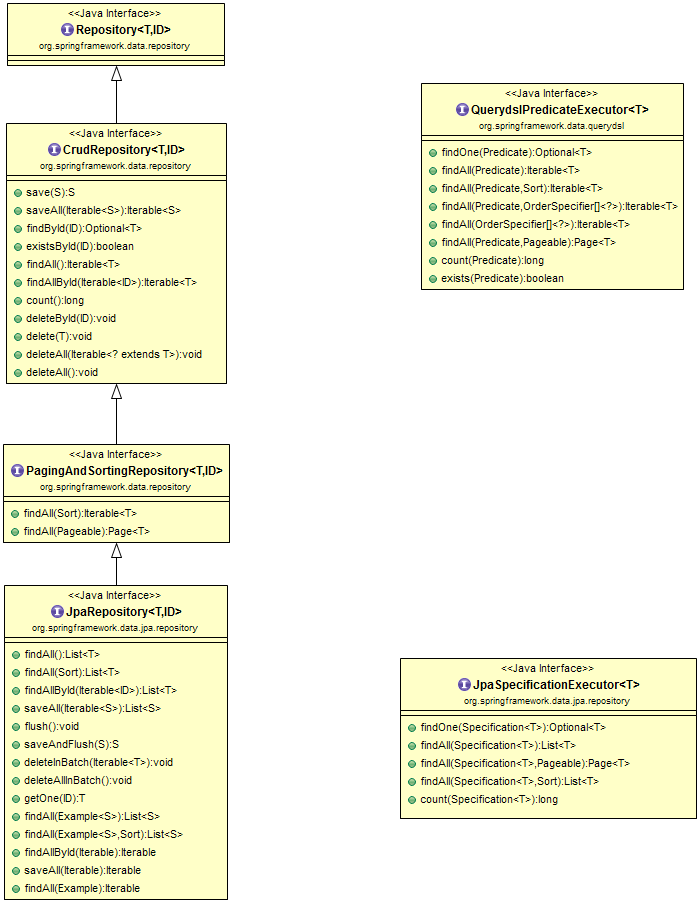 <<Java Interface>>
Repository<T,ID>
org.springframework.data.repository
<<Java Interface>>
CrudRepository<T,ID>
org.springframework.data.repository
save(S):S
saveAll(Iterable<S>):Iterable<S>
findById(ID):Optional<T>
existsById(ID):boolean
findAll():Iterable<T>
findAllById(Iterable<ID>):Iterable<T>
count():long
deleteById(ID):void
delete(T):void
deleteAll(Iterable<? extends T>):void
deleteAll():void
<<Java Interface>>
PagingAndSortingRepository<T,ID>
org.springframework.data.repository
findAll(Sort):Iterable<T>
findAll(Pageable):Page<T>
<<Java Interface>>
JpaRepository<T,ID>
org.springframework.data.jpa.repository
findAll():List<T>
findAll(Sort):List<T>
findAllById(Iterable<ID>):List<T>
saveAll(Iterable<S>):List<S>
flush():void
saveAndFlush(S):S
deleteInBatch(Iterable<T>):void
deleteAllInBatch():void
getOne(ID):T
findAll(Example<S>):List<S>
findAll(Example<S>,Sort):List<S>
findAllById(Iterable):Iterable
saveAll(Iterable):Iterable
findAll(Example):Iterable
<<Java Interface>>
QuerydslPredicateExecutor<T>
org.springframework.data.querydsl
findOne(Predicate):Optional<T>
findAll(Predicate):Iterable<T>
findAll(Predicate,Sort):Iterable<T>
findAll(Predicate,OrderSpecifier[]<?>):Iterable<T>
findAll(OrderSpecifier[]<?>):Iterable<T>
findAll(Predicate,Pageable):Page<T>
count(Predicate):long
exists(Predicate):boolean
<<Java Interface>>
JpaSpecificationExecutor<T>
org.springframework.data.jpa.repository
findOne(Specification<T>):Optional<T>
findAll(Specification<T>):List<T>
findAll(Specification<T>,Pageable):Page<T>
findAll(Specification<T>,Sort):List<T>
count(Specification<T>):long